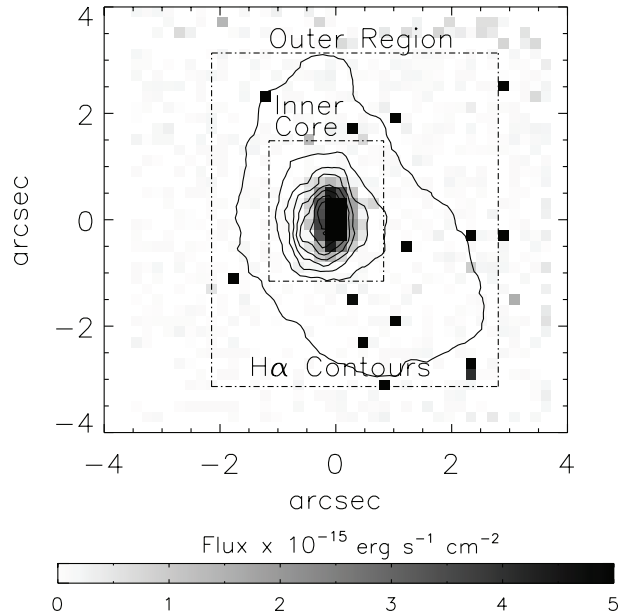 4
Outer Region
2
Inner
Core
0
arcsec
−2
Hα Contours
−4
−4 −2 0 2 4
arcsec
Flux x 10⁻¹⁵ erg s⁻¹ cm⁻²
0 1 2 3 4 5